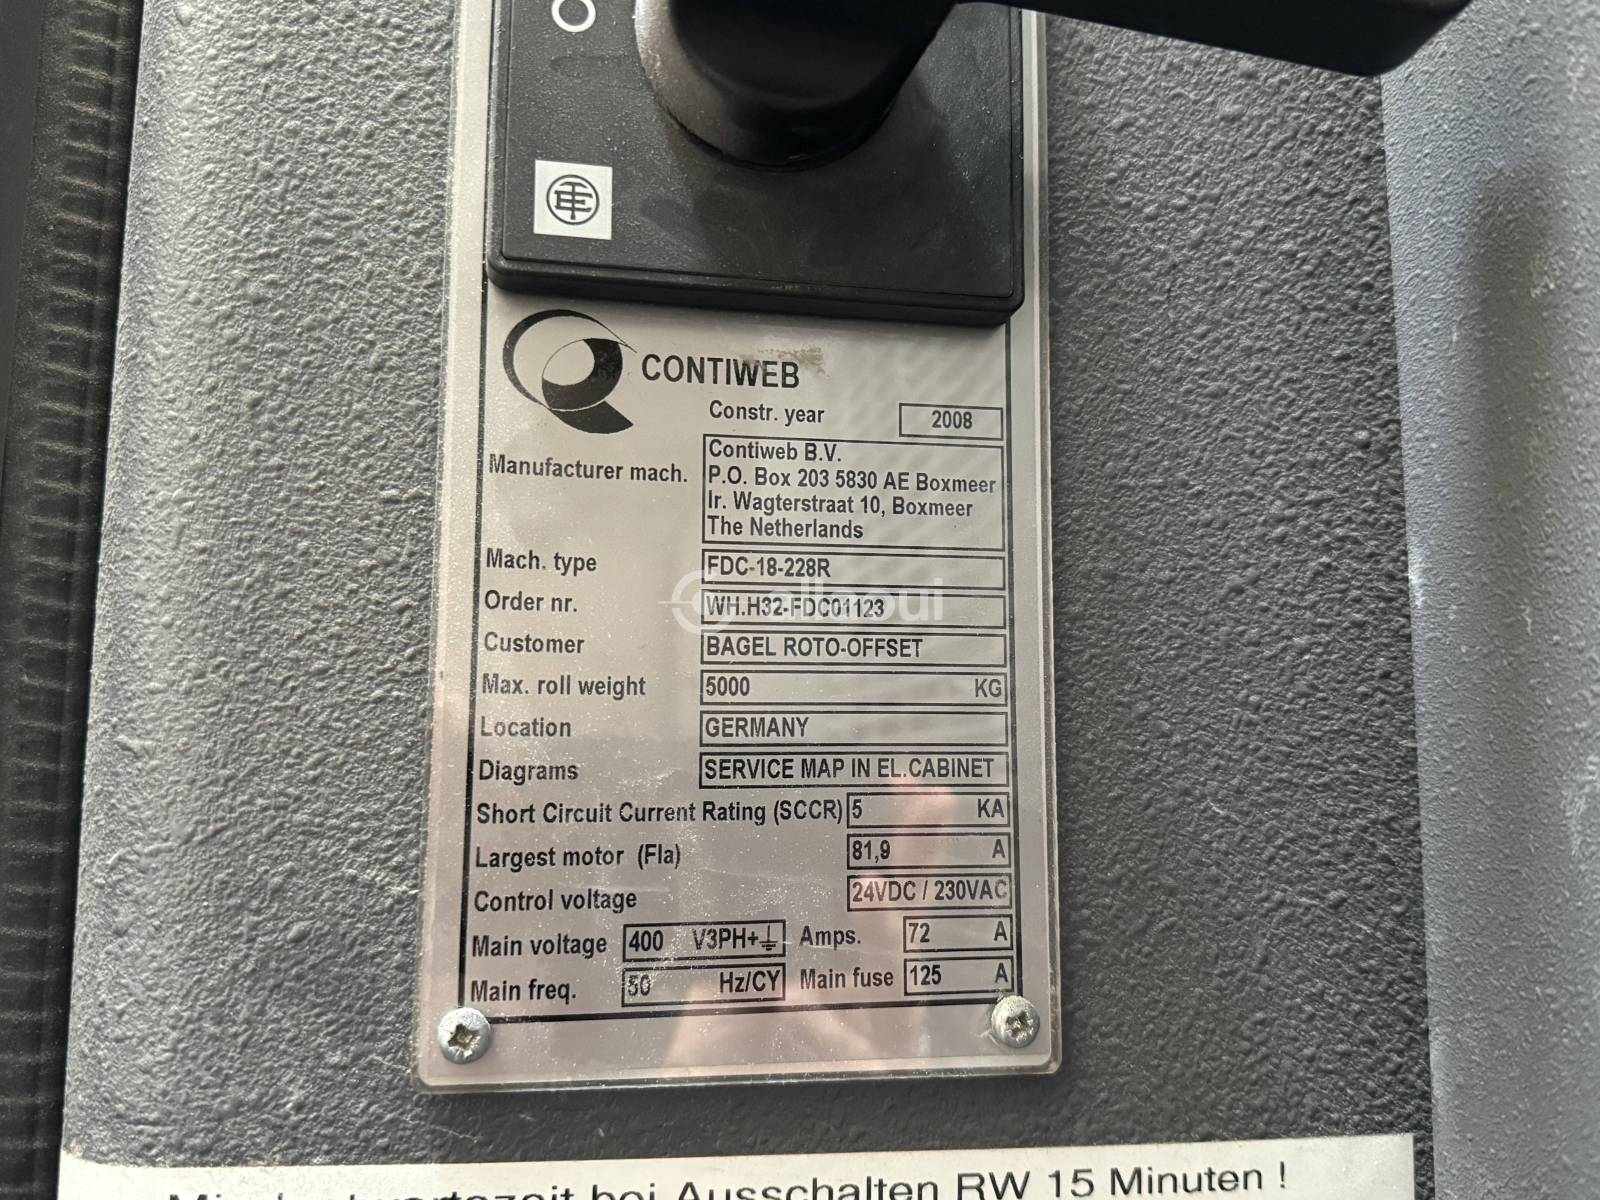 O
TE
CONTIWEB
Constr. year 2008
Manufacturer mach. Contiweb B.V.
P.O. Box 203 5830 AE Boxmeer
Ir. Wagterstraat 10, Boxmeer
The Netherlands
Mach. type FDC-18-228R
Order nr. WH.H32-FDC01123
Customer BAGEL ROTO-OFFSET
Max. roll weight 5000 KG
Location GERMANY
Diagrams SERVICE MAP IN EL.CABINET
Short Circuit Current Rating (SCCR) 5 KA
Largest motor (Fla) 81,9 A
Control voltage 24VDC / 230VAC
Main voltage 400 V3PH+⏚ Amps. 72 A
Main freq. 50 Hz/CY Main fuse 125 A
bei Ausschalten RW 15 Minuten !